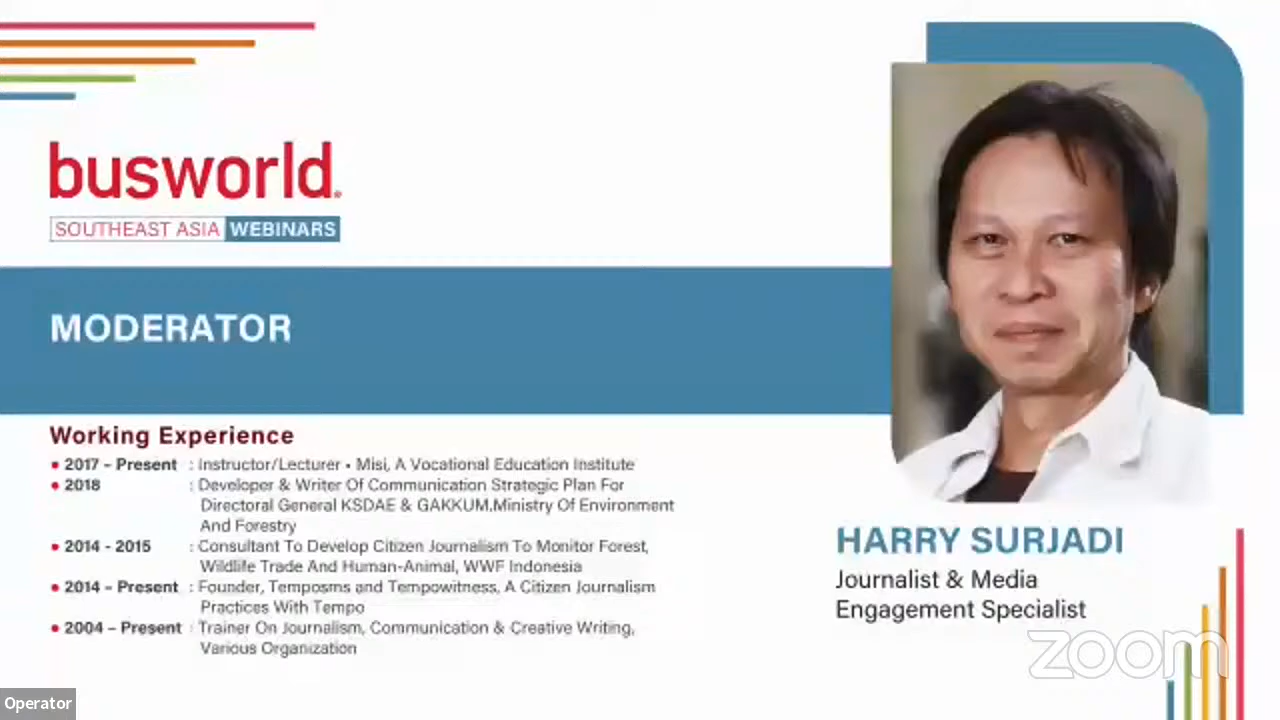 busworld
SOUTHEAST ASIA WEBINARS
MODERATOR
Working Experience
• 2017 – Present : Instructor/Lecturer • Misi, A Vocational Education Institute
• 2018 : Developer & Writer Of Communication Strategic Plan For
Directoral General KSDAE & GAKKUM.Ministry Of Environment
And Forestry
• 2014 - 2015 : Consultant To Develop Citizen Journalism To Monitor Forest,
Wildlife Trade And Human-Animal, WWF Indonesia
• 2014 – Present : Founder, Temposms and Tempowitness, A Citizen Journalism
Practices With Tempo
• 2004 – Present : Trainer On Journalism, Communication & Creative Writing,
Various Organization
HARRY SURJADI
Journalist & Media
Engagement Specialist
zoom
Operator